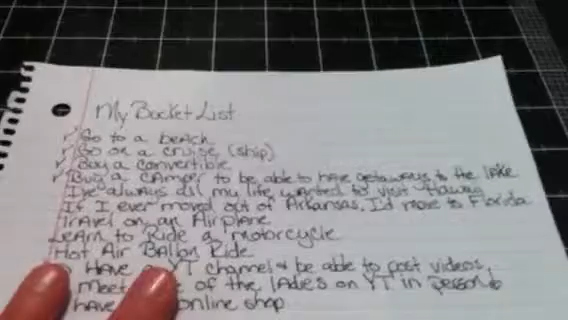 My Bucket List
✓ Go to a beach
✓ Go on a cruise (ship)
✓ Buy a convertible
✓ Buy a camper to be able to have getaways to the lake
I've always all my life wanted to visit Hawaii
If I ever moved out of Arkansas, I'd move to Florida
Travel on an Airplane
Learn to Ride a motorcycle
Hot Air Ballon Ride
Have YT channel & be able to post videos
Meet of the ladies on YT in person &
have online shop